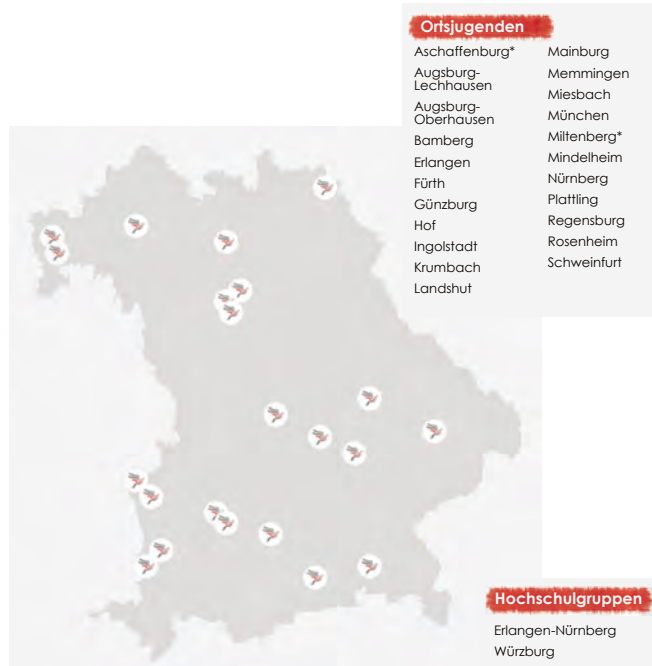 Ortsjugenden
Aschaffenburg*
Augsburg-
Lechhausen
Augsburg-
Oberhausen
Bamberg
Erlangen
Fürth
Günzburg
Hof
Ingolstadt
Krumbach
Landshut
Mainburg
Memmingen
Miesbach
München
Miltenberg*
Mindelheim
Nürnberg
Plattling
Regensburg
Rosenheim
Schweinfurt
Hochschulgruppen
Erlangen-Nürnberg
Würzburg